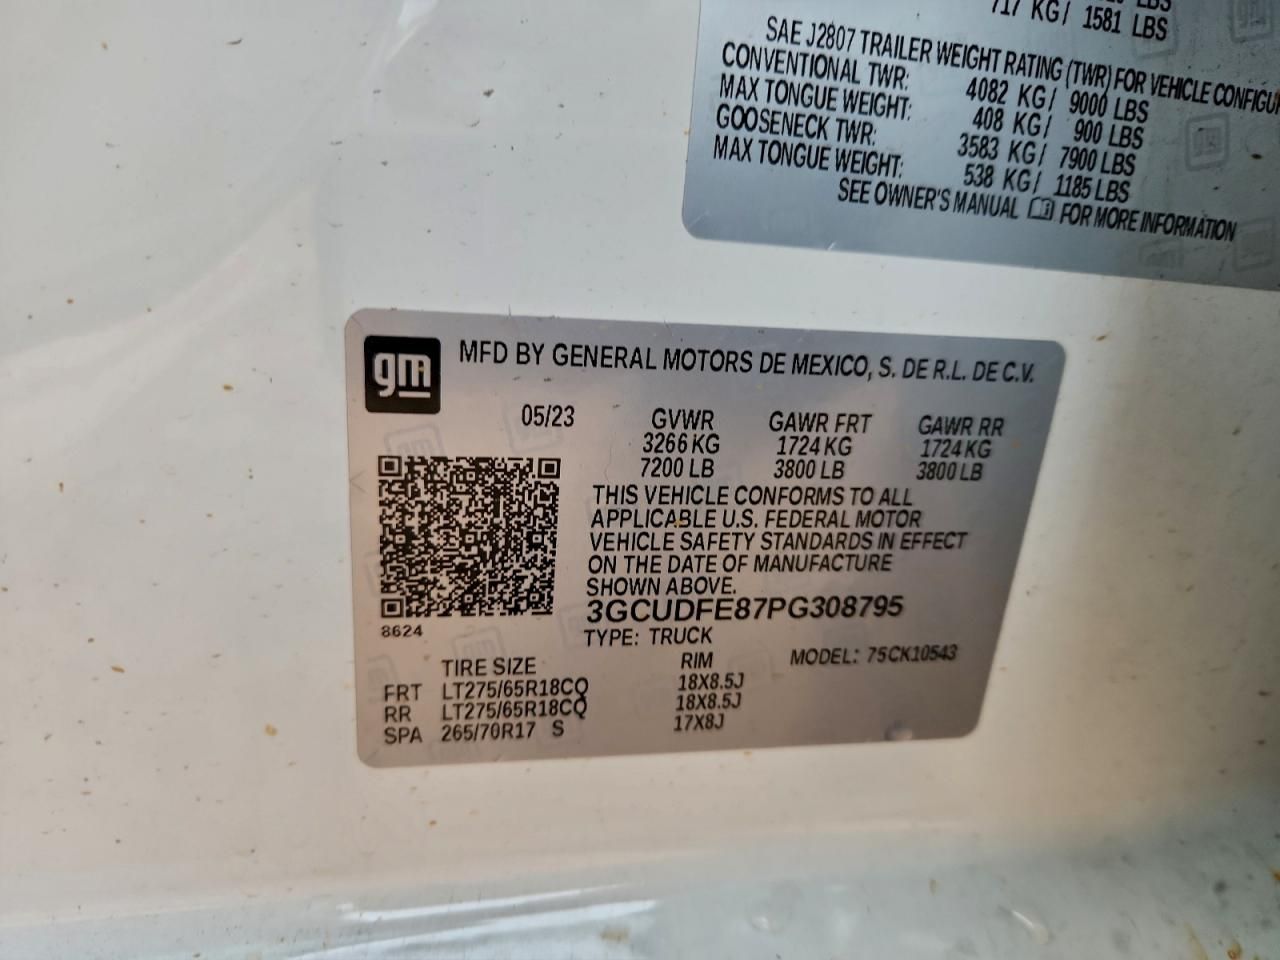 LBS
717 KG/ 1581 LBS
SAE J2807 TRAILER WEIGHT RATING (TWR) FOR VEHICLE
CONVENTIONAL TWR: 4082 KG/ 9000 LBS
MAX TONGUE WEIGHT: 408 KG/ 900 LBS
GOOSENECK TWR: 3583 KG/ 7900 LBS
MAX TONGUE WEIGHT: 538 KG/ 1185 LBS
SEE OWNER'S MANUAL FOR MORE INFORMATION
gm
MFD BY GENERAL MOTORS DE MEXICO, S. DE R.L. DE C.V.
05/23 GVWR GAWR FRT GAWR RR
3266 KG 1724 KG 1724 KG
7200 LB 3800 LB 3800 LB
THIS VEHICLE CONFORMS TO ALL
APPLICABLE U.S. FEDERAL MOTOR
VEHICLE SAFETY STANDARDS IN EFFECT
ON THE DATE OF MANUFACTURE
SHOWN ABOVE.
3GCUDFE87PG308795
8624
TYPE: TRUCK
MODEL: 75CK10543
TIRE SIZE RIM
FRT LT275/65R18CQ 18X8.5J
RR LT275/65R18CQ 18X8.5J
SPA 265/70R17 S 17X8J